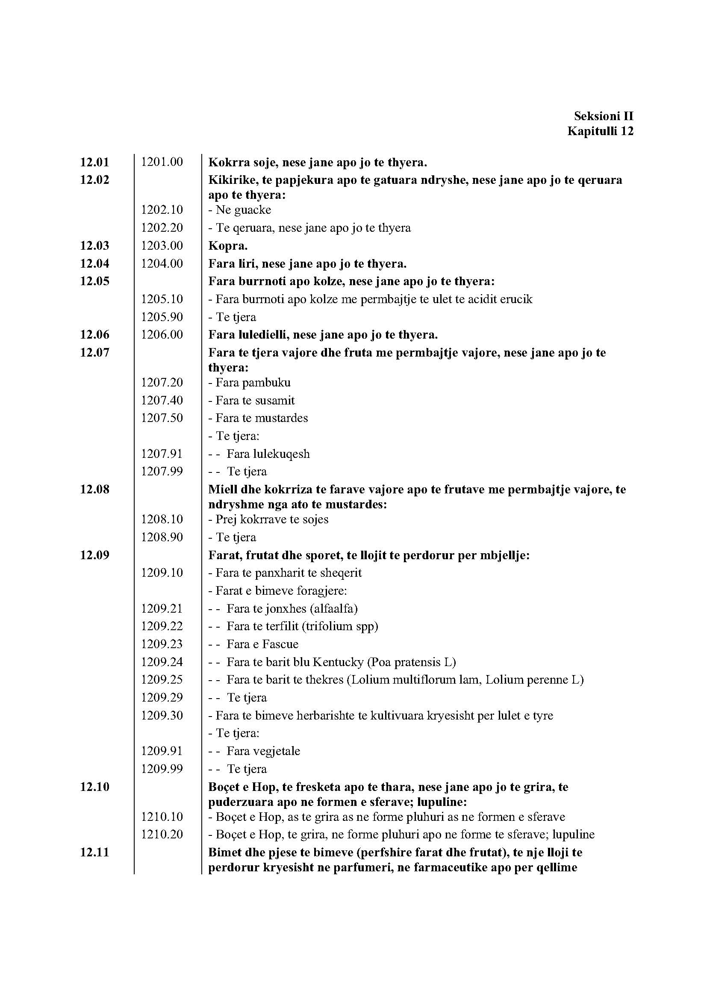 Seksioni II
Kapitulli 12
12.01 1201.00 Kokrra soje, nese jane apo jo te thyera.
12.02 Kikirike, te papjekura apo te gatuara ndryshe, nese jane apo jo te qeruara
apo te thyera:
1202.10 - Ne guacke
1202.20 - Te qeruara, nese jane apo jo te thyera
12.03 1203.00 Kopra.
12.04 1204.00 Fara liri, nese jane apo jo te thyera.
12.05 Fara burrnoti apo kolze, nese jane apo jo te thyera:
1205.10 - Fara burrnoti apo kolze me permbajtje te ulet te acidit erucik
1205.90 - Te tjera
12.06 1206.00 Fara luledielli, nese jane apo jo te thyera.
12.07 Fara te tjera vajore dhe fruta me permbajtje vajore, nese jane apo jo te
thyera:
1207.20 - Fara pambuku
1207.40 - Fara te susamit
1207.50 - Fara te mustardes
- Te tjera:
1207.91 - - Fara lulekuqesh
1207.99 - - Te tjera
12.08 Miell dhe kokrriza te farave vajore apo te frutave me permbajtje vajore, te
ndryshme nga ato te mustardes:
1208.10 - Prej kokrrave te sojes
1208.90 - Te tjera
12.09 Farat, frutat dhe sporet, te llojit te perdorur per mbjellje:
1209.10 - Fara te panxharit te sheqerit
- Farat e bimeve foragjere:
1209.21 - - Fara te jonxhes (alfaalfa)
1209.22 - - Fara te terfilit (trifolium spp)
1209.23 - - Fara e Fascue
1209.24 - - Fara te barit blu Kentucky (Poa pratensis L)
1209.25 - - Fara te barit te thekres (Lolium multiflorum lam, Lolium perenne L)
1209.29 - - Te tjera
1209.30 - Fara te bimeve herbarishte te kultivuara kryesisht per lulet e tyre
- Te tjera:
1209.91 - - Fara vegjetale
1209.99 - - Te tjera
12.10 Boçet e Hop, te fresketa apo te thara, nese jane apo jo te grira, te
puderzuara apo ne formen e sferave; lupuline:
1210.10 - Boçet e Hop, as te grira as ne forme pluhuri as ne formen e sferave
1210.20 - Boçet e Hop, te grira, ne forme pluhuri apo ne forme te sferave; lupuline
12.11 Bimet dhe pjese te bimeve (perfshire farat dhe frutat), te nje lloji te
perdorur kryesisht ne parfumeri, ne farmaceutike apo per qellime